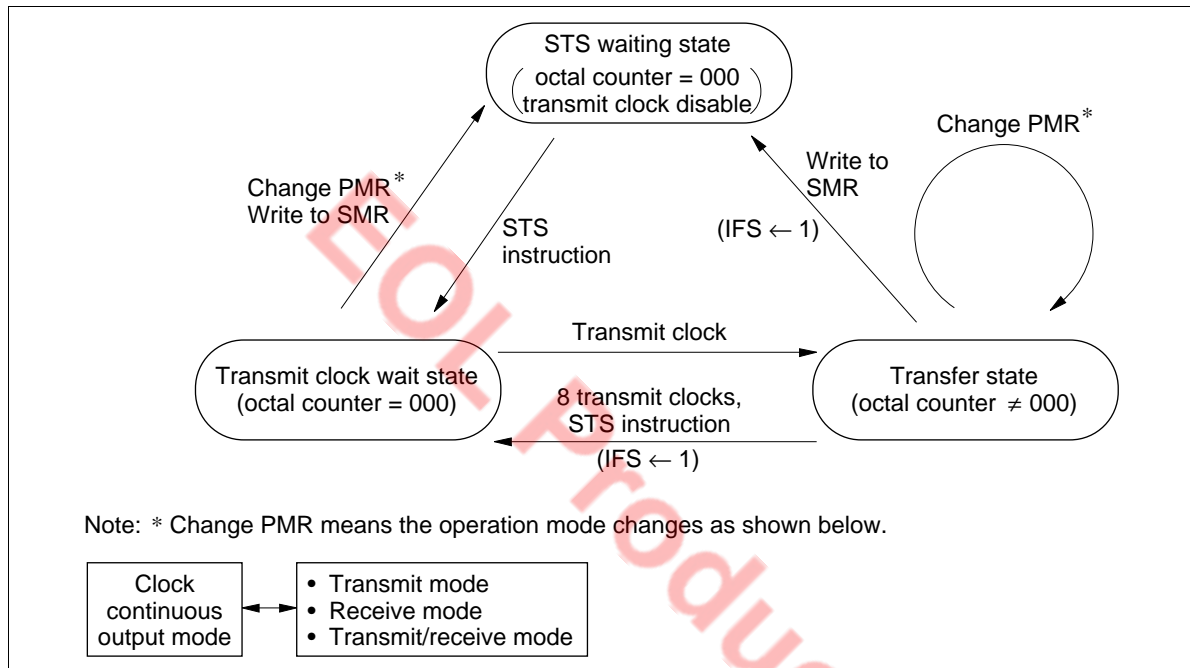 STS waiting state
octal counter = 000
transmit clock disable
Change PMR*
Change PMR*
Write to SMR
Write to
SMR
(IFS ← 1)
STS
instruction
Transmit clock
Transmit clock wait state
(octal counter = 000)
8 transmit clocks,
STS instruction
(IFS ← 1)
Transfer state
(octal counter ≠ 000)
Note: * Change PMR means the operation mode changes as shown below.
Clock
continuous
output mode
• Transmit mode
• Receive mode
• Transmit/receive mode
EOL Produc